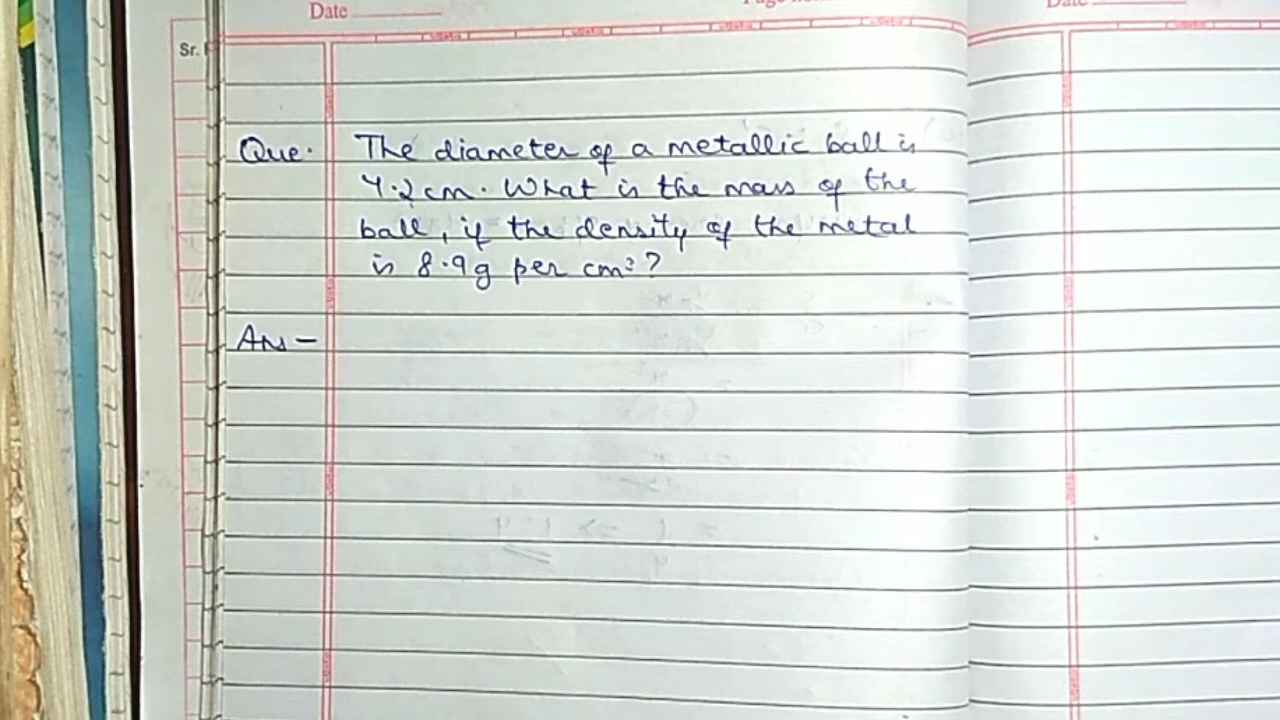 Date
Date
Sr.
Que. The diameter of a metallic ball is
4.2 cm. What is the mass of the
ball, if the density of the metal
is 8.9g per cm³?
Ans -